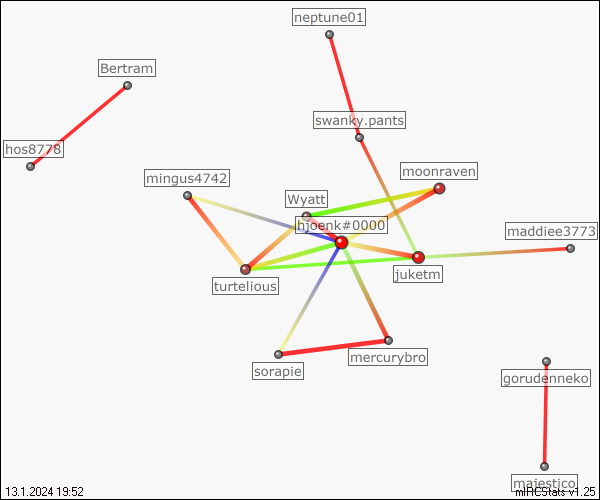 neptune01
Bertram
swanky.pants
hos8778
moonraven
mingus4742
Wyatt
hjoenk#0000
maddiee3773
juketm
turtelious
mercurybro
sorapie
gorudenneko
majestico
13.1.2024 19:52
mIRCStats v1.25